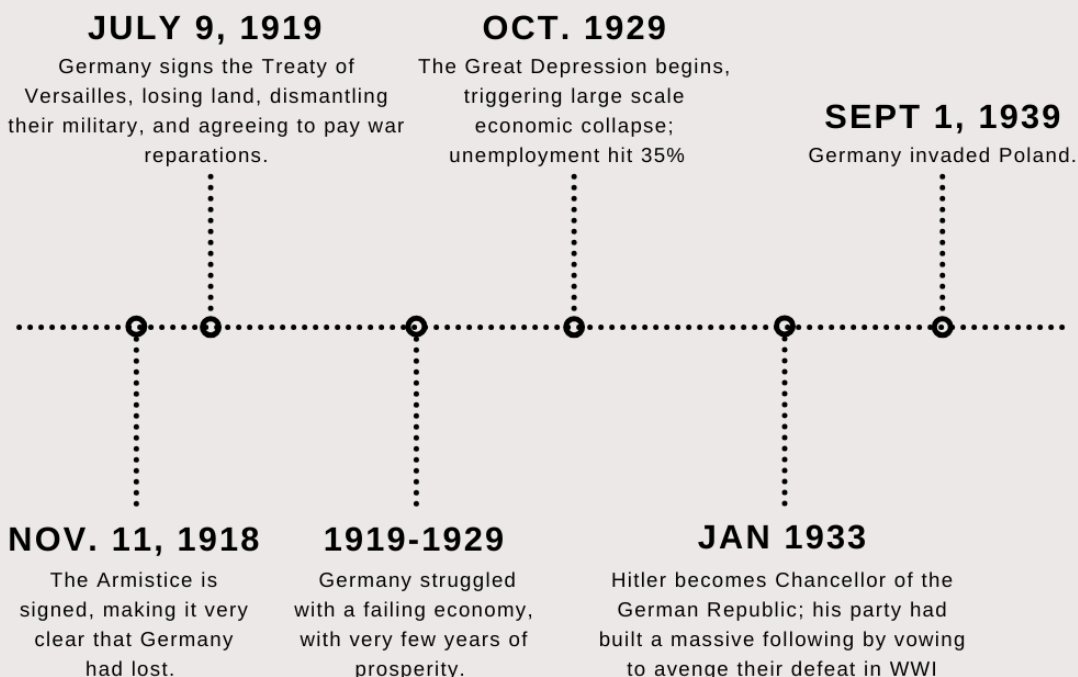 JULY 9, 1919
Germany signs the Treaty of
Versailles, losing land, dismantling
their military, and agreeing to pay war
reparations.
OCT. 1929
The Great Depression begins,
triggering large scale
economic collapse;
unemployment hit 35%
SEPT 1, 1939
Germany invaded Poland.
NOV. 11, 1918
The Armistice is
signed, making it very
clear that Germany
had lost.
1919-1929
Germany struggled
with a failing economy,
with very few years of
prosperity.
JAN 1933
Hitler becomes Chancellor of the
German Republic; his party had
built a massive following by vowing
to avenge their defeat in WWI